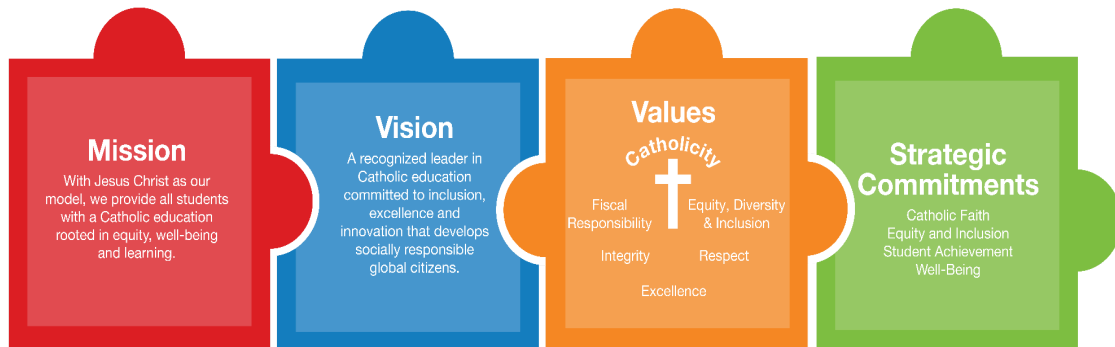 Mission
With Jesus Christ as our
model, we provide all students
with a Catholic education
rooted in equity, well-being
and learning.
Vision
A recognized leader in
Catholic education
committed to inclusion,
excellence and
innovation that develops
socially responsible
global citizens.
Values
Catholicity
Fiscal
Responsibility
Equity, Diversity
& Inclusion
Integrity
Respect
Excellence
Strategic
Commitments
Catholic Faith
Equity and Inclusion
Student Achievement
Well-Being